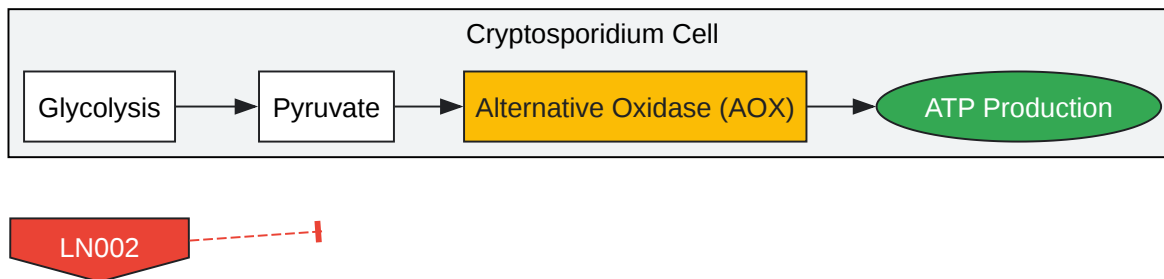 Cryptosporidium Cell
Glycolysis
Pyruvate
Alternative Oxidase (AOX)
ATP Production
LN002